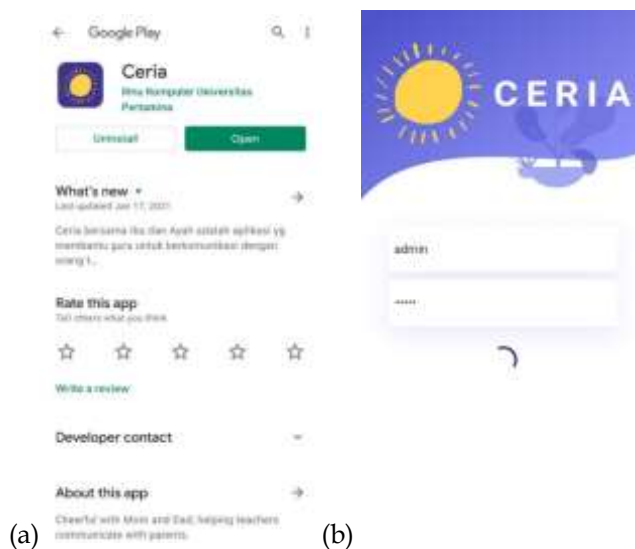 Google Play
Ceria
Ilmu Komputer Universitas
Pertamina
Uninstall
Open
What's new •
Last updated Jan 17, 2021
Ceria bersama Ibu dan Ayah adalah aplikasi yg
membantu guru untuk berkomunikasi dengan
orang t...
Rate this app
Tell others what you think
Write a review
Developer contact
About this app
Cheerful with Mom and Dad, helping teachers
communicate with parents.
(a)
CERIA
admin
•••••
(b)